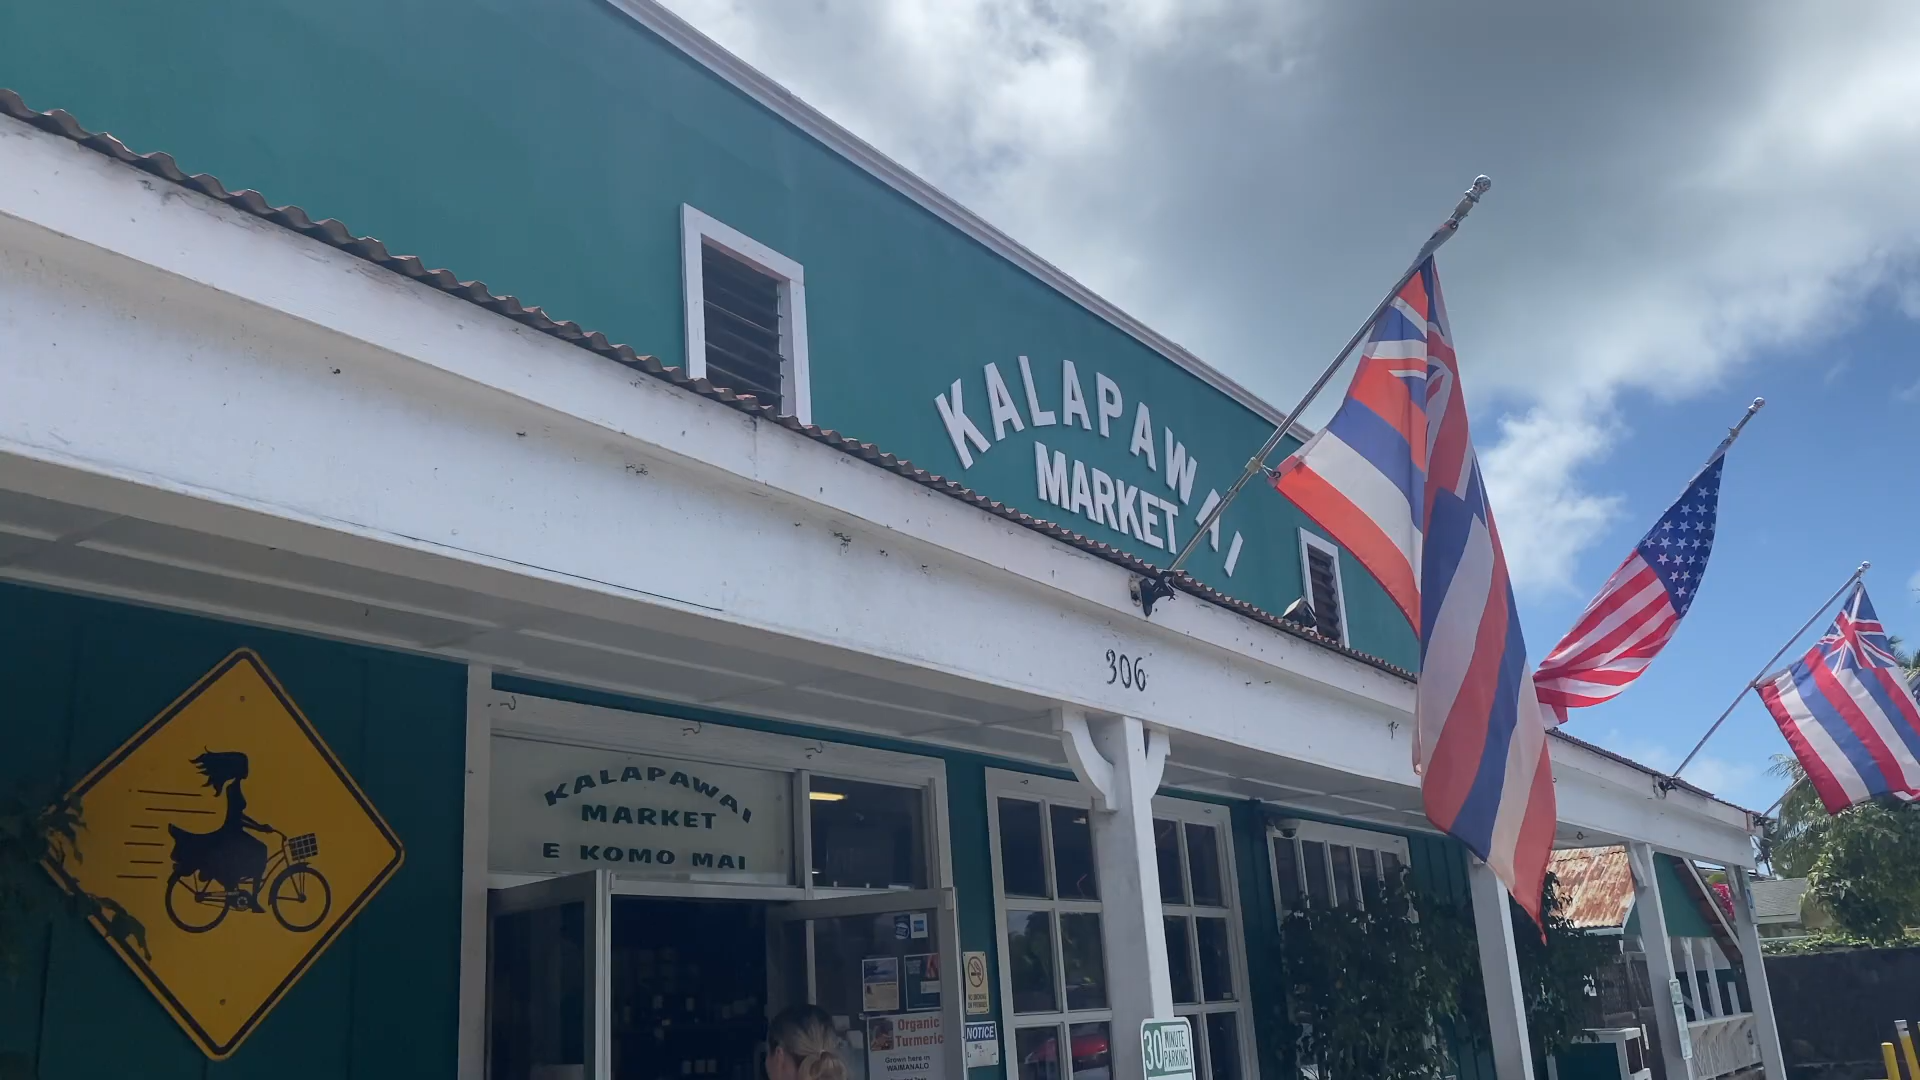 KALAPAWAI
MARKET
306
KALAPAWAI
MARKET
E KOMO MAI
Organic
Turmeric
Grown here in
WAIMANALO
NOTICE
30 MINUTE
PARKING